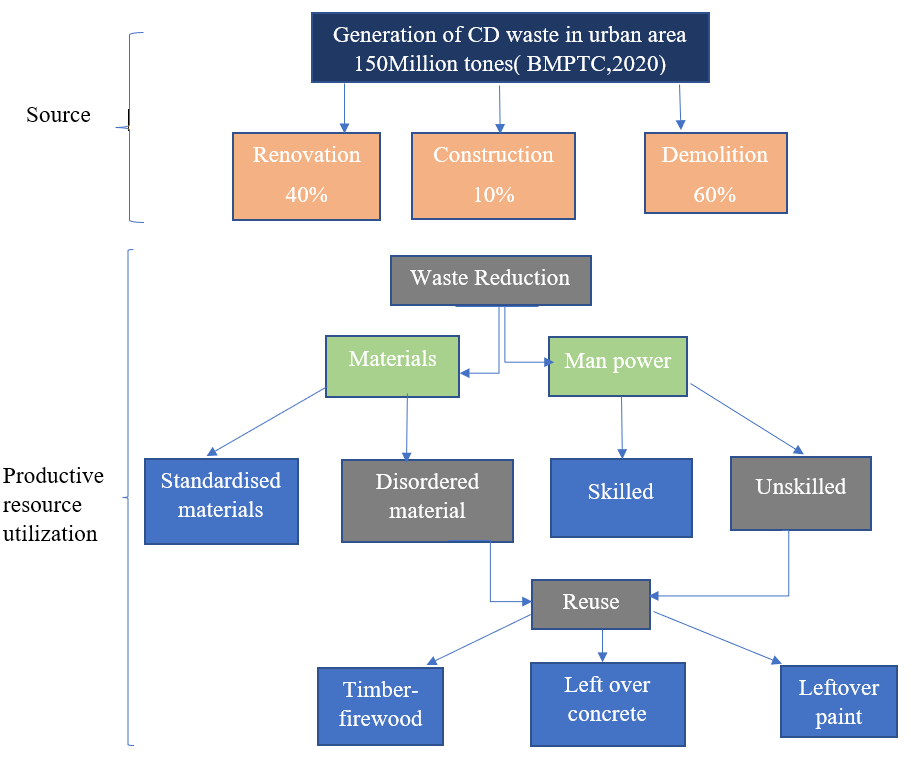 Generation of CD waste in urban area
150Million tones( BMPTC,2020)
Source
Renovation
40%
Construction
10%
Demolition
60%
Waste Reduction
Materials
Man power
Productive
resource
utilization
Standardised
materials
Disordered
material
Skilled
Unskilled
Reuse
Timber-
firewood
Left over
concrete
Leftover
paint